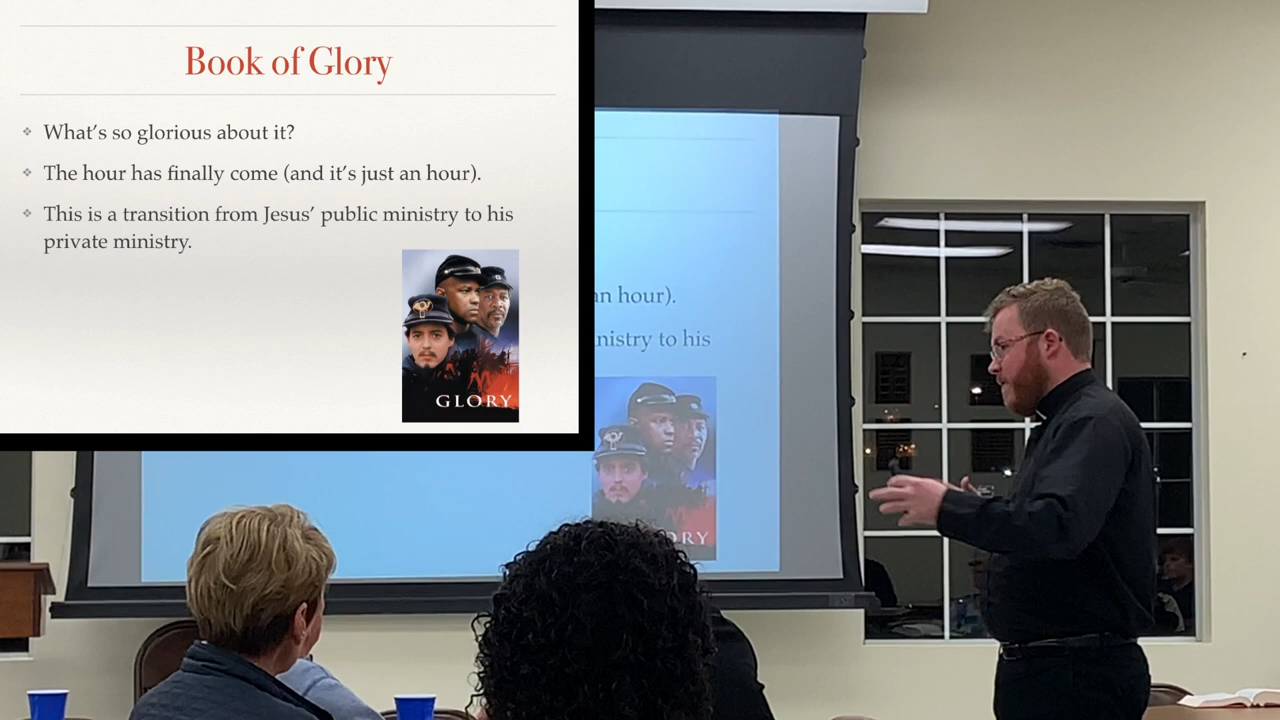 Book of Glory
What's so glorious about it?
The hour has finally come (and it's just an hour).
This is a transition from Jesus' public ministry to his
private ministry.
GLORY
an hour).
nistry to his
ORY